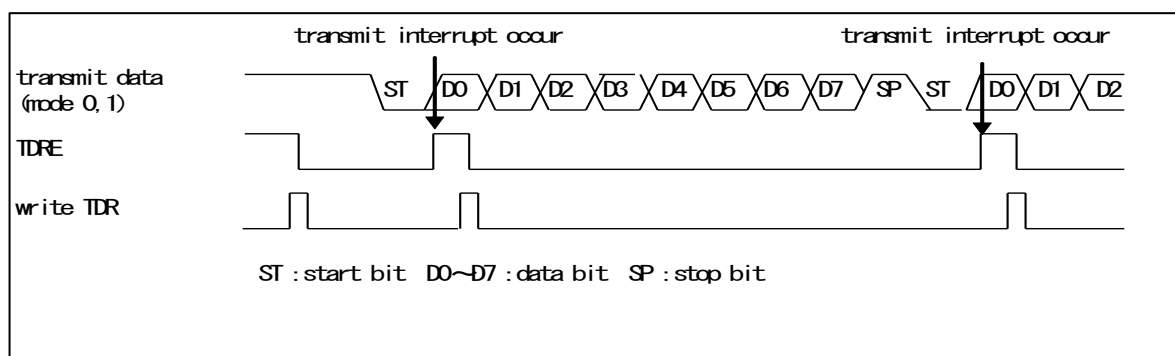 transmit interrupt occur transmit interrupt occur
transmit data
(mode 0,1)
ST D0 D1 D2 D3 D4 D5 D6 D7 SP ST D0 D1 D2
TDRE
write TDR
ST : start bit D0~D7 : data bit SP : stop bit